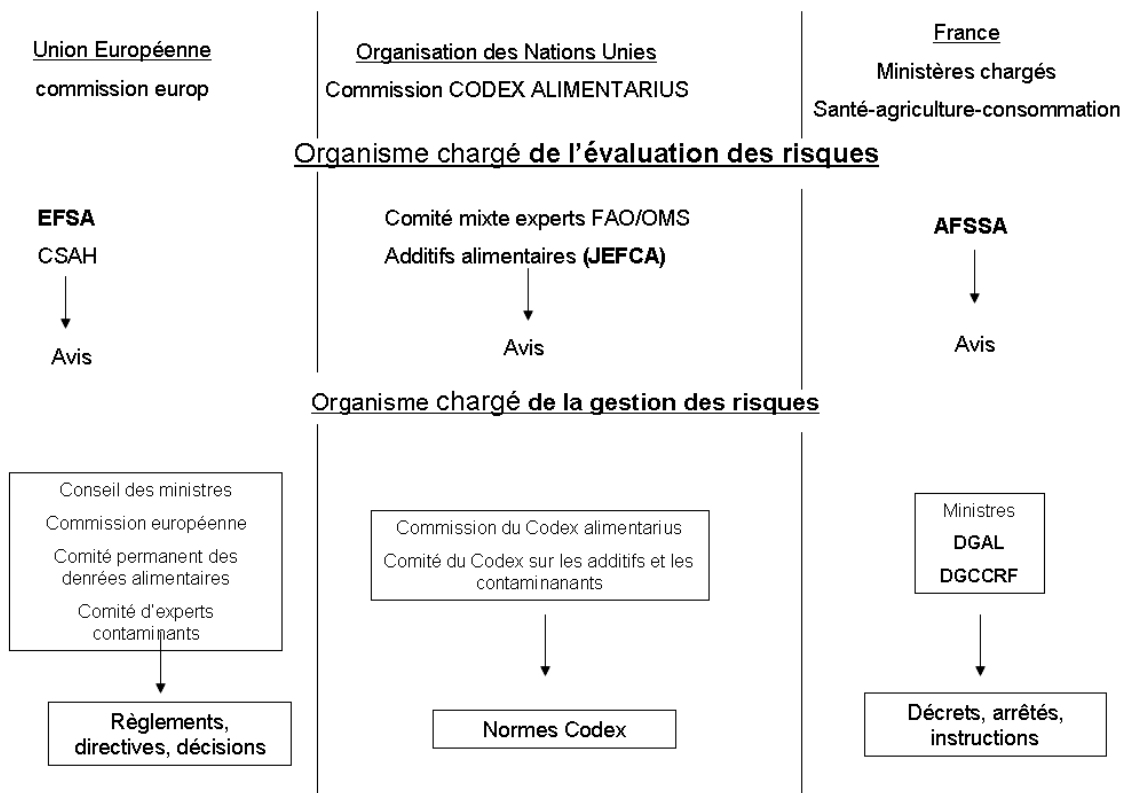 Union Européenne
commission europ
Organisation des Nations Unies
Commission CODEX ALIMENTARIUS
France
Ministères chargés
Santé-agriculture-consommation
Organisme chargé de l'évaluation des risques
EFSA
CSAH
Avis
Comité mixte experts FAO/OMS
Additifs alimentaires (JEFCA)
Avis
AFSSA
Avis
Organisme chargé de la gestion des risques
Conseil des ministres
Commission européenne
Comité permanent des
denrées alimentaires
Comité d'experts
contaminants
Règlements,
directives, décisions
Commission du Codex alimentarius
Comité du Codex sur les additifs et les
contaminanants
Normes Codex
Ministres
DGAL
DGCCRF
Décrets, arrêtés,
instructions